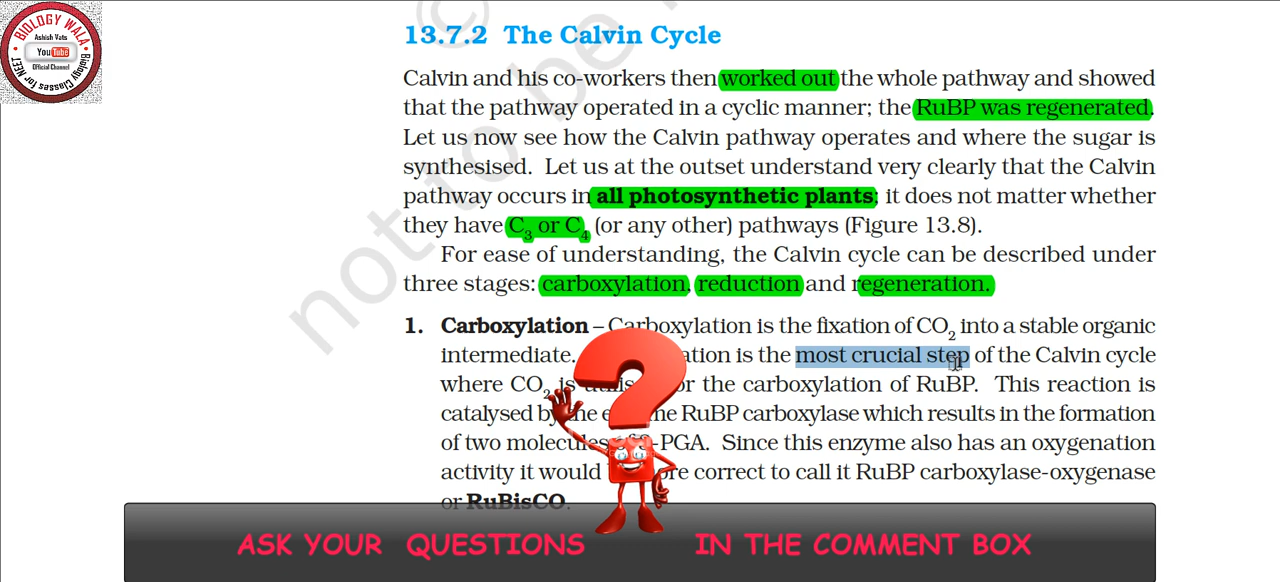 BIOLOGY WALA
Ashish Vats
YouTube
Official Channel
Biology Classes for NEET
13.7.2 The Calvin Cycle
Calvin and his co-workers then worked out the whole pathway and showed
that the pathway operated in a cyclic manner; the RuBP was regenerated.
Let us now see how the Calvin pathway operates and where the sugar is
synthesised. Let us at the outset understand very clearly that the Calvin
pathway occurs in all photosynthetic plants; it does not matter whether
they have C3 or C4 (or any other) pathways (Figure 13.8).
For ease of understanding, the Calvin cycle can be described under
three stages: carboxylation, reduction and regeneration.
1. Carboxylation – Carboxylation is the fixation of CO2 into a stable organic
intermediate. is the most crucial step of the Calvin cycle
where CO2 is the carboxylation of RuBP. This reaction is
catalysed by RuBP carboxylase which results in the formation
of two molecules PGA. Since this enzyme also has an oxygenation
activity it would correct to call it RuBP carboxylase-oxygenase
or RuBisCO.
not to be
ASK YOUR QUESTIONS IN THE COMMENT BOX